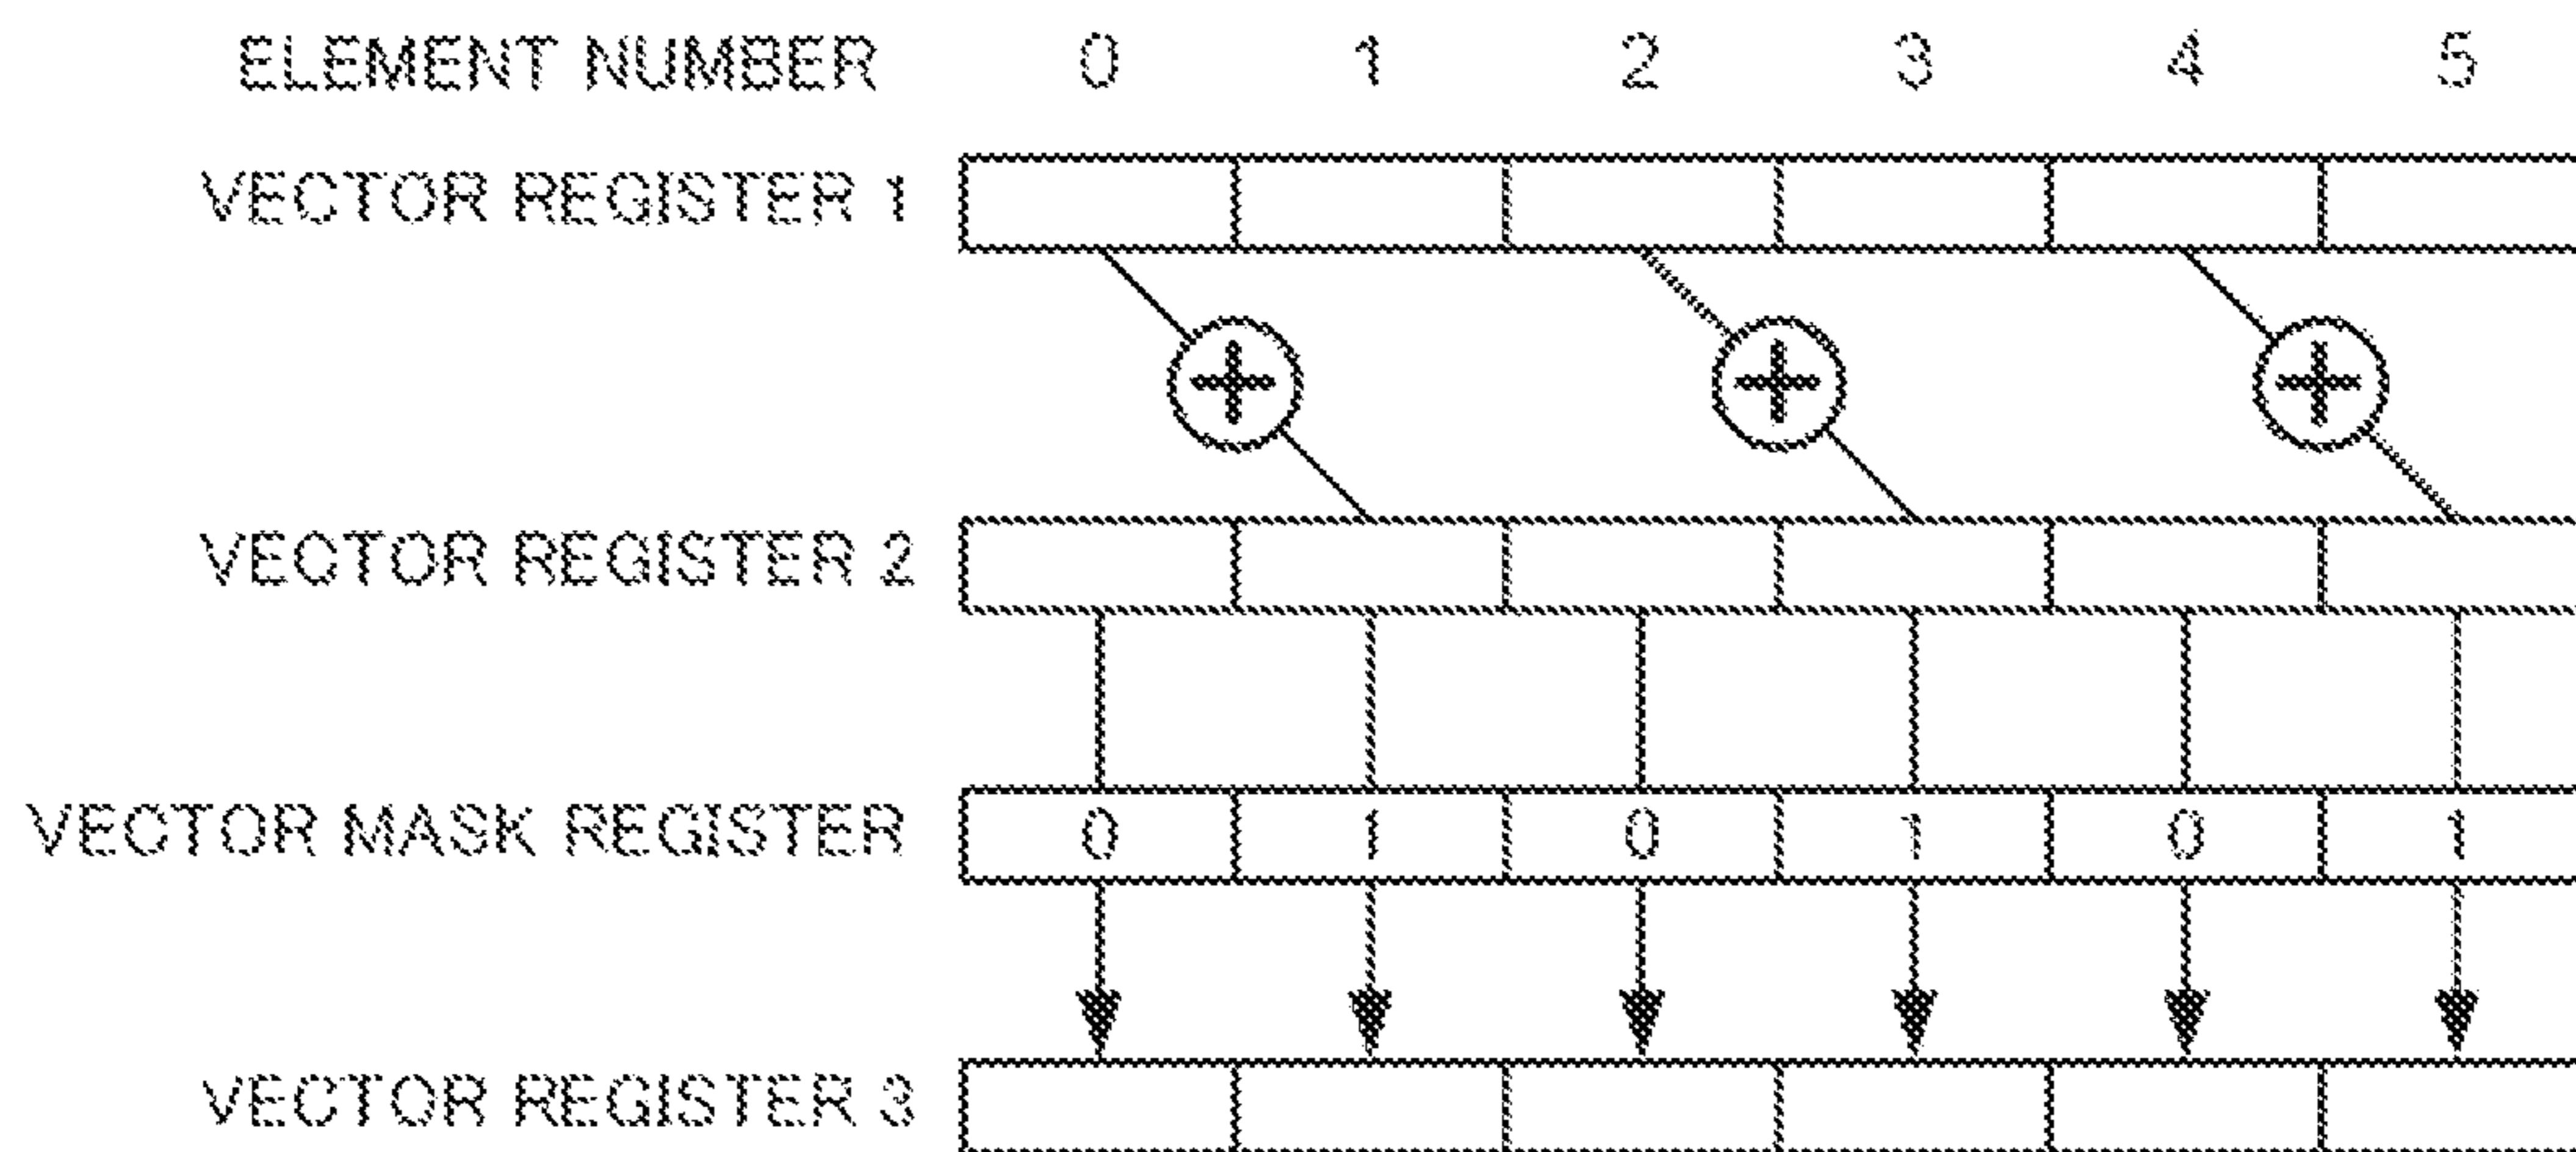 ELEMENT NUMBER 0 1 2 3 4 5
VECTOR REGISTER 1
+ + +
VECTOR REGISTER 2
VECTOR MASK REGISTER 0 1 0 1 0 1
VECTOR REGISTER 3